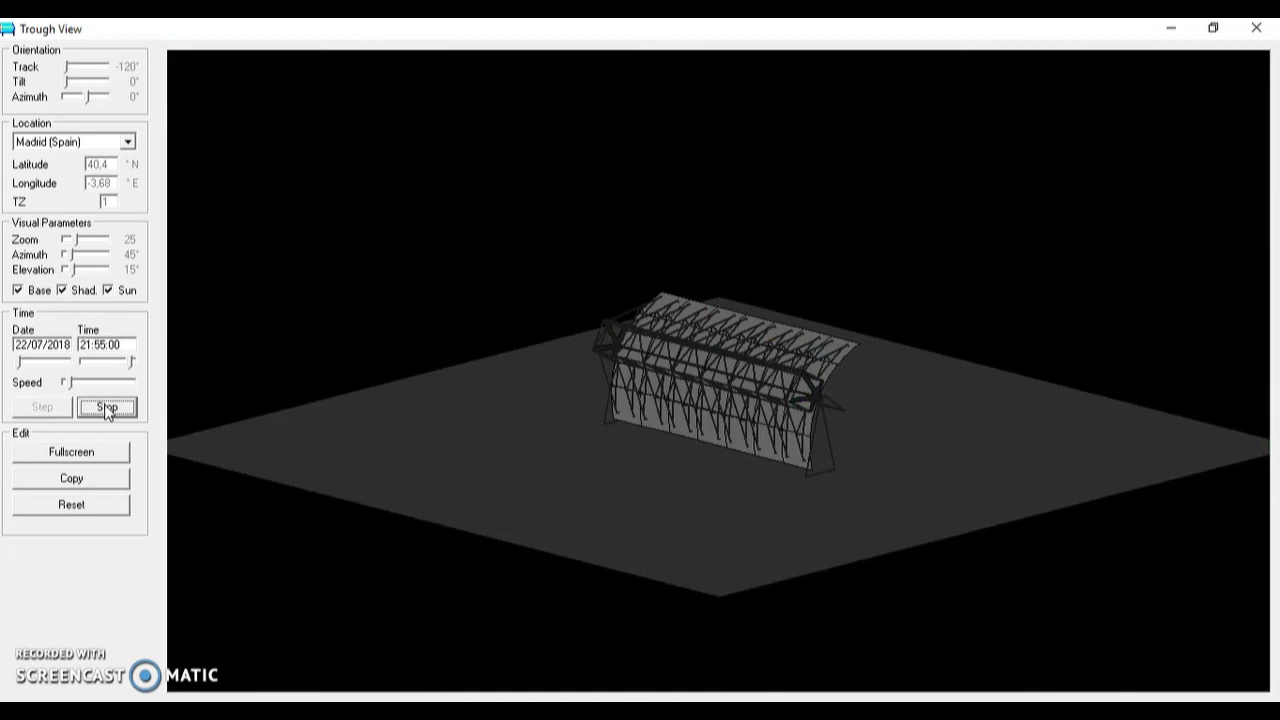 Trough View
Orientation
Track -120°
Tilt 0°
Azimuth 0°
Location
Madrid (Spain)
Latitude 40,4 ° N
Longitude -3,68 ° E
TZ 1
Visual Parameters
Zoom 25
Azimuth 45°
Elevation 15°
Base Shad. Sun
Time
Date Time
22/07/2018 21:55:00
Speed
Step Stop
Edit
Fullscreen
Copy
Reset
RECORDED WITH
SCREENCAST MATIC